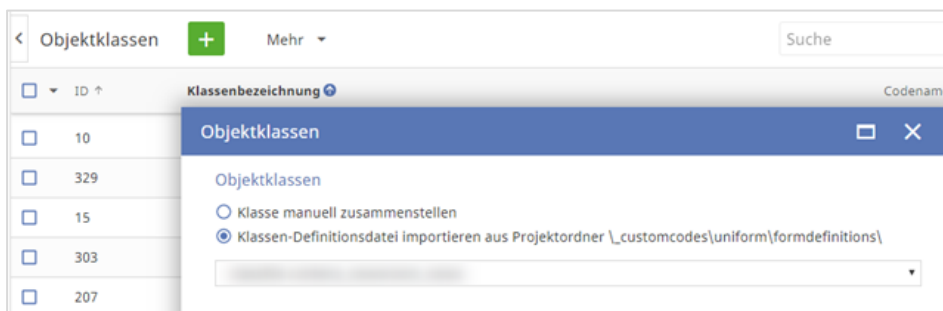 Objektklassen + Mehr Suche
ID ↑ Klassenbezeichnung Codenam
10
329
15
303
207
Objektklassen
Objektklassen
Klasse manuell zusammenstellen
Klassen-Definitionsdatei importieren aus Projektordner \_customcodes\uniform\formdefinitions\